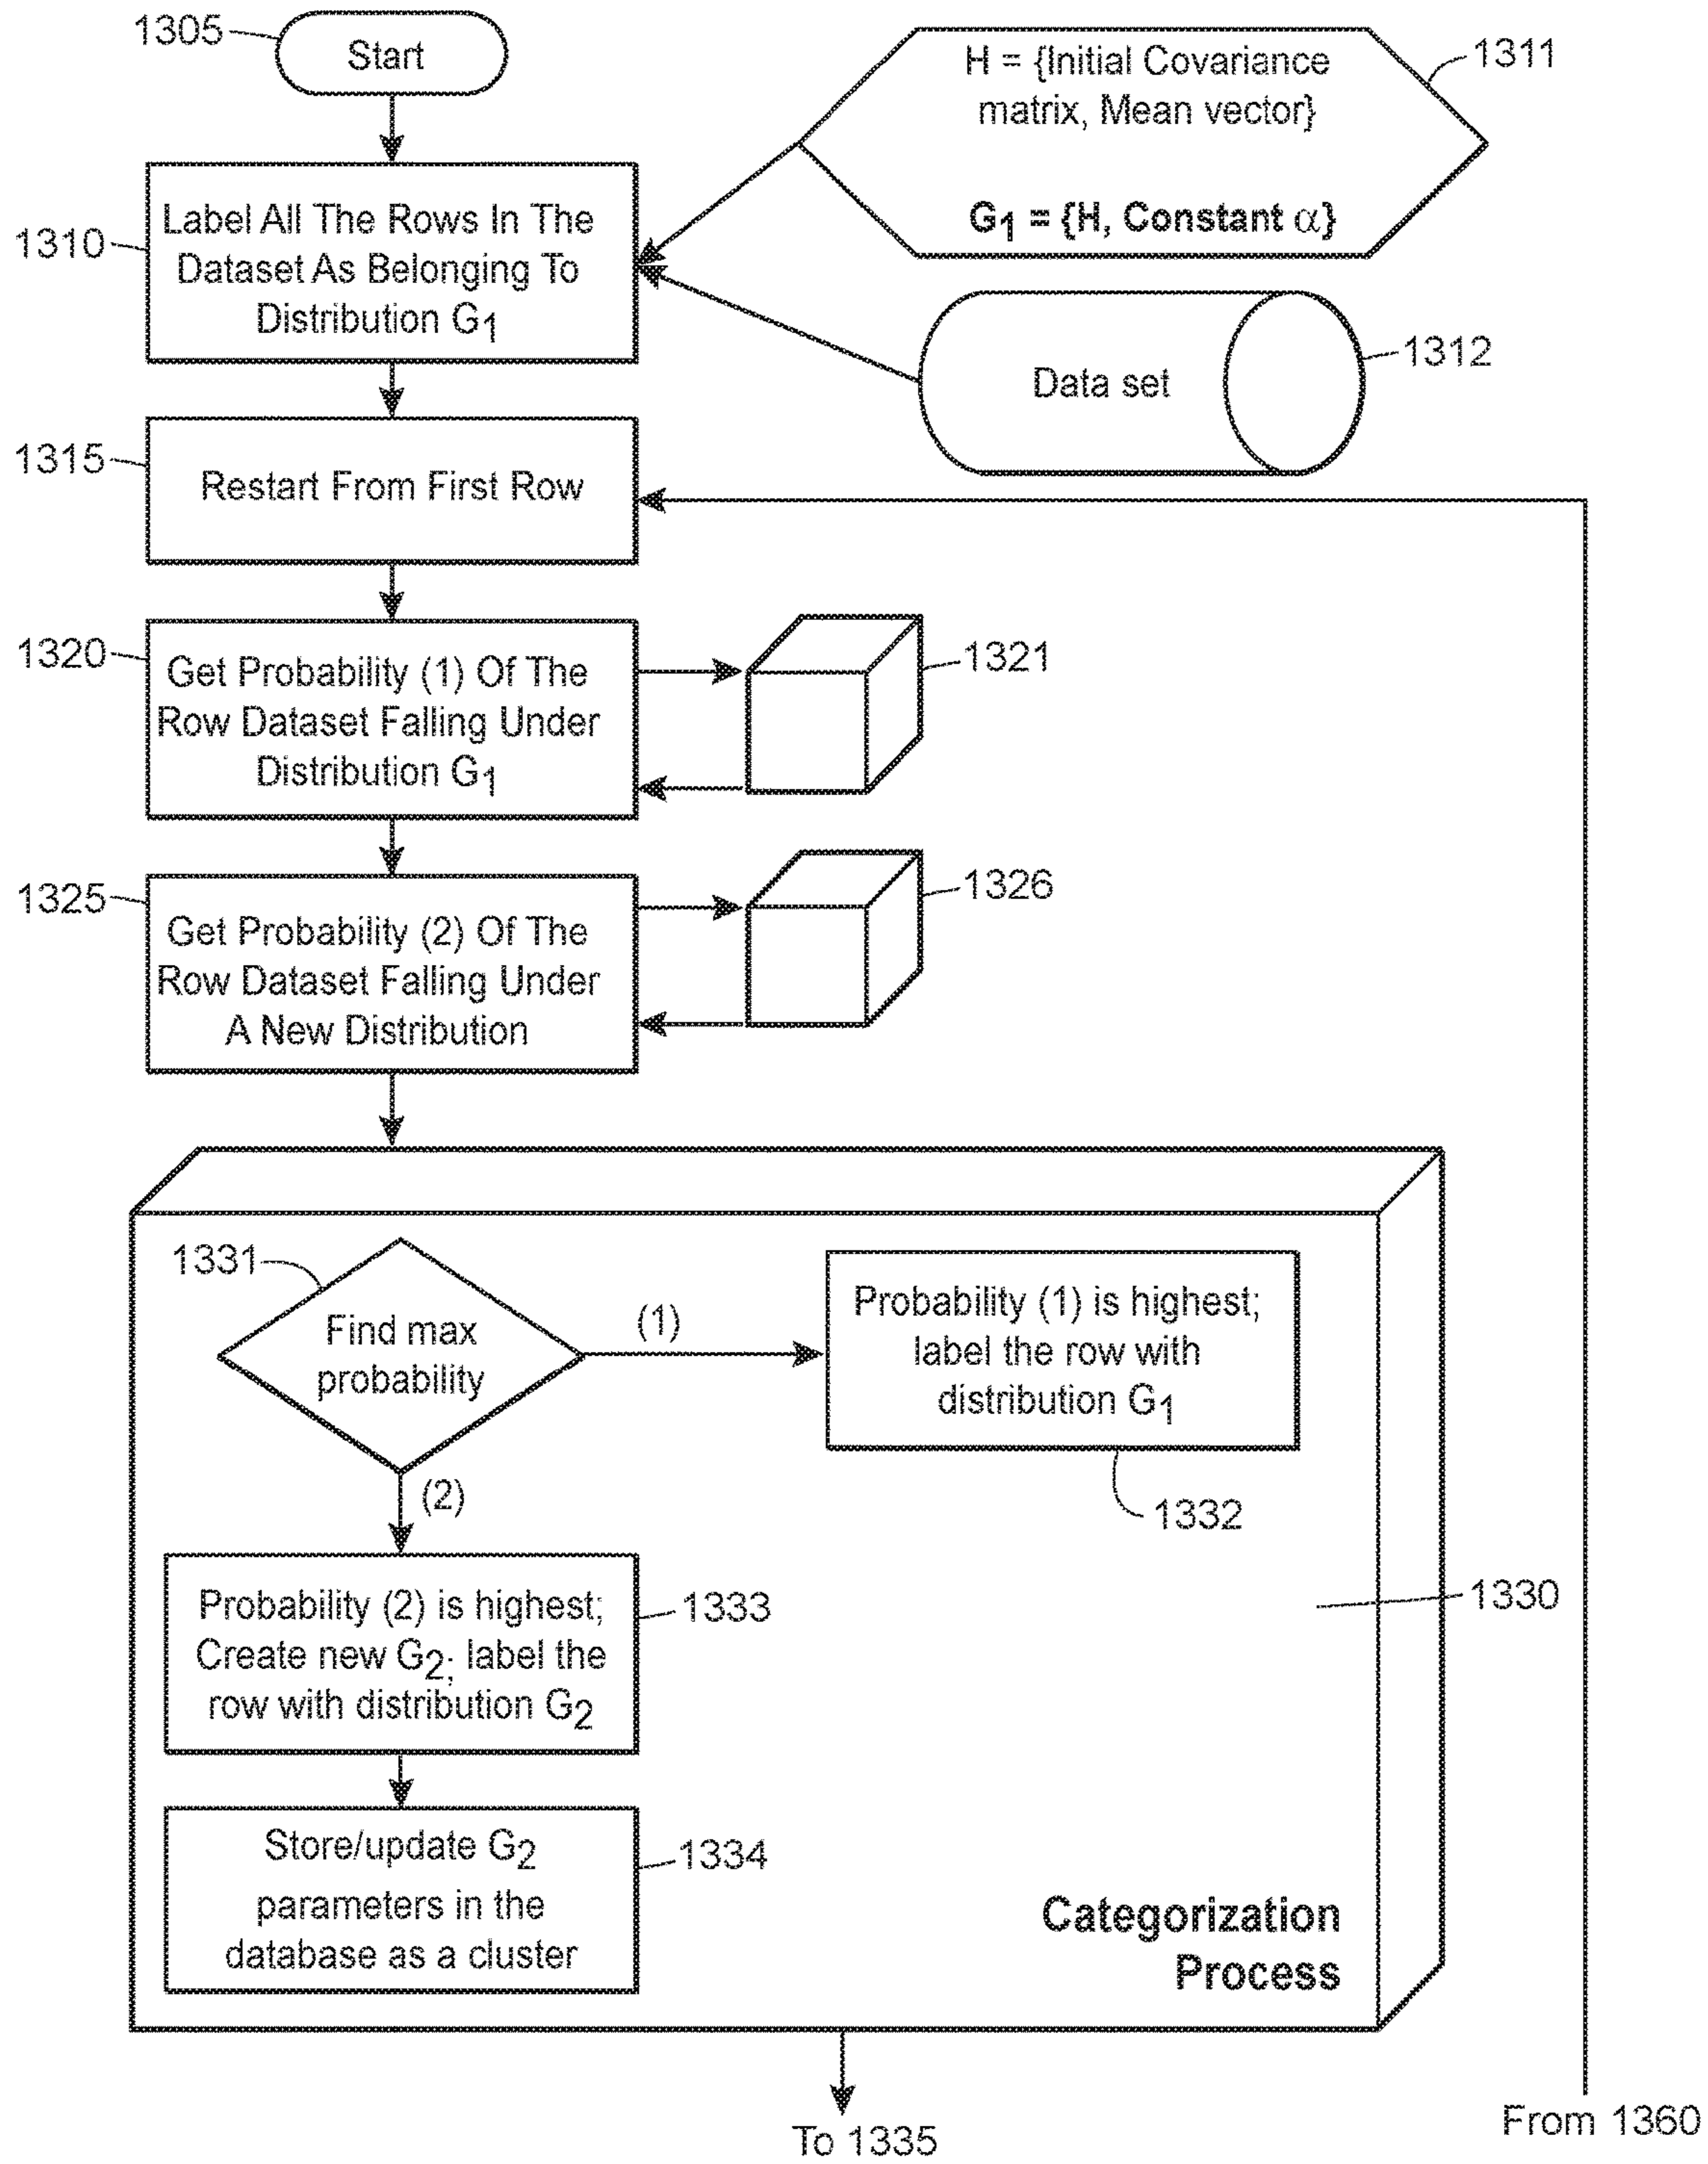 1305
Start
H = {Initial Covariance
matrix, Mean vector}
G1 = {H, Constant α}
1311
1310
Label All The Rows In The
Dataset As Belonging To
Distribution G1
Data set
1312
1315
Restart From First Row
1320
Get Probability (1) Of The
Row Dataset Falling Under
Distribution G1
1321
1325
Get Probability (2) Of The
Row Dataset Falling Under
A New Distribution
1326
1331
Find max
probability
(1)
Probability (1) is highest;
label the row with
distribution G1
1332
(2)
Probability (2) is highest;
Create new G2; label the
row with distribution G2
1333
1330
Store/update G2
parameters in the
database as a cluster
1334
Categorization
Process
To 1335
From 1360